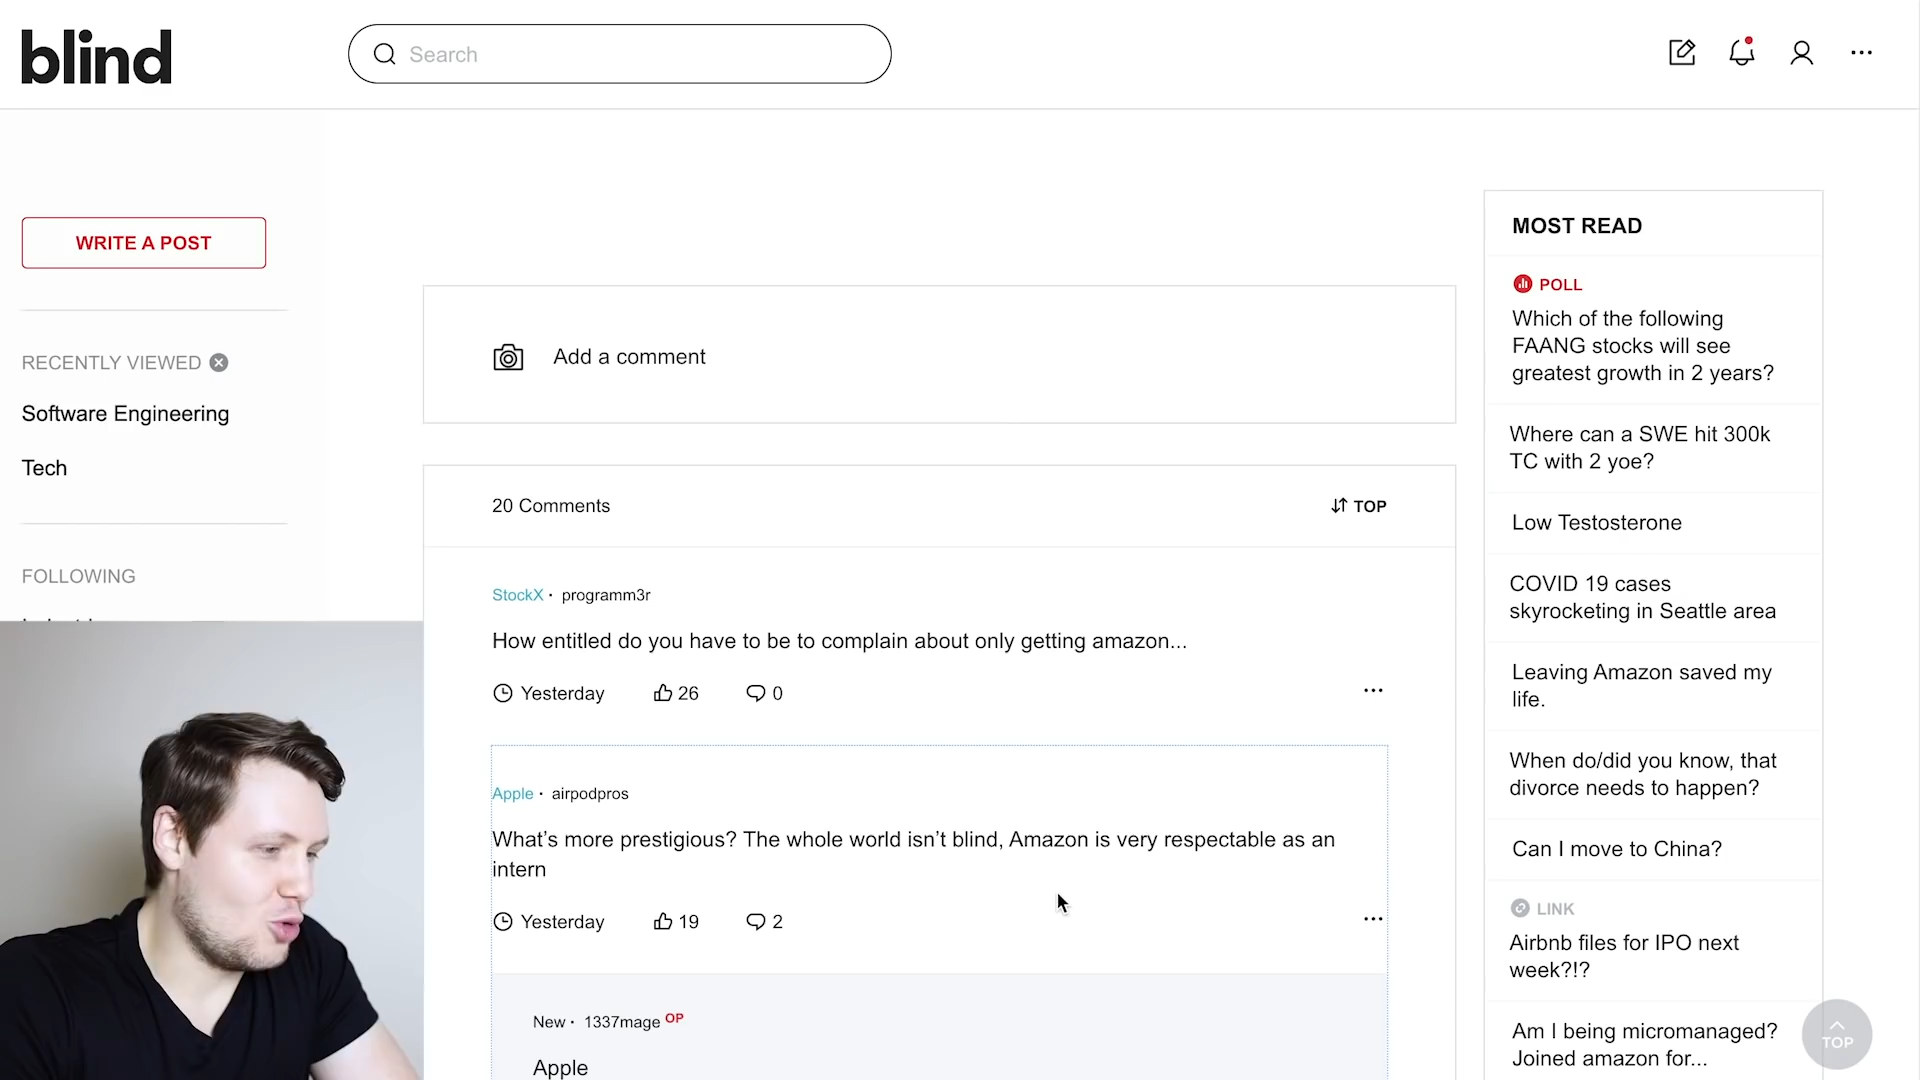 blind
Search
WRITE A POST
RECENTLY VIEWED
Software Engineering
Tech
FOLLOWING
Add a comment
20 Comments
TOP
StockX · programm3r
How entitled do you have to be to complain about only getting amazon...
Yesterday 26 0
Apple · airpodpros
What's more prestigious? The whole world isn't blind, Amazon is very respectable as an
intern
Yesterday 19 2
New · 1337mage OP
Apple
MOST READ
POLL
Which of the following
FAANG stocks will see
greatest growth in 2 years?
Where can a SWE hit 300k
TC with 2 yoe?
Low Testosterone
COVID 19 cases
skyrocketing in Seattle area
Leaving Amazon saved my
life.
When do/did you know, that
divorce needs to happen?
Can I move to China?
LINK
Airbnb files for IPO next
week?!?
Am I being micromanaged?
Joined amazon for...
TOP